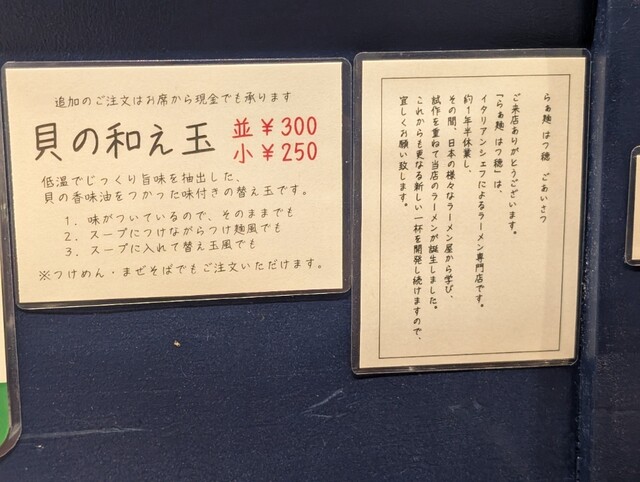 追加のご注文はお席から現金でも承ります
貝の和え玉 並¥300
小¥250
低温でじっくり旨味を抽出した、
貝の香味油をつかった味付きの替え玉です。
1. 味がついているので、そのままでも
2. スープにつけながらつけ麺風でも
3. スープに入れて替え玉風でも
※つけめん・まぜそばでもご注文いただけます。
らぁ麺 はつ穂 ごあいさつ
ご来店ありがとうございます。
「らぁ麺 はつ穂」は、
イタリアンシェフによるラーメン専門店です。
約1年半休業し、
その間、日本の様々なラーメン屋から学び、
試作を重ねて当店のラーメンが誕生しました。
これからも更なる新しい一杯を開発し続けますので、
宜しくお願い致します。